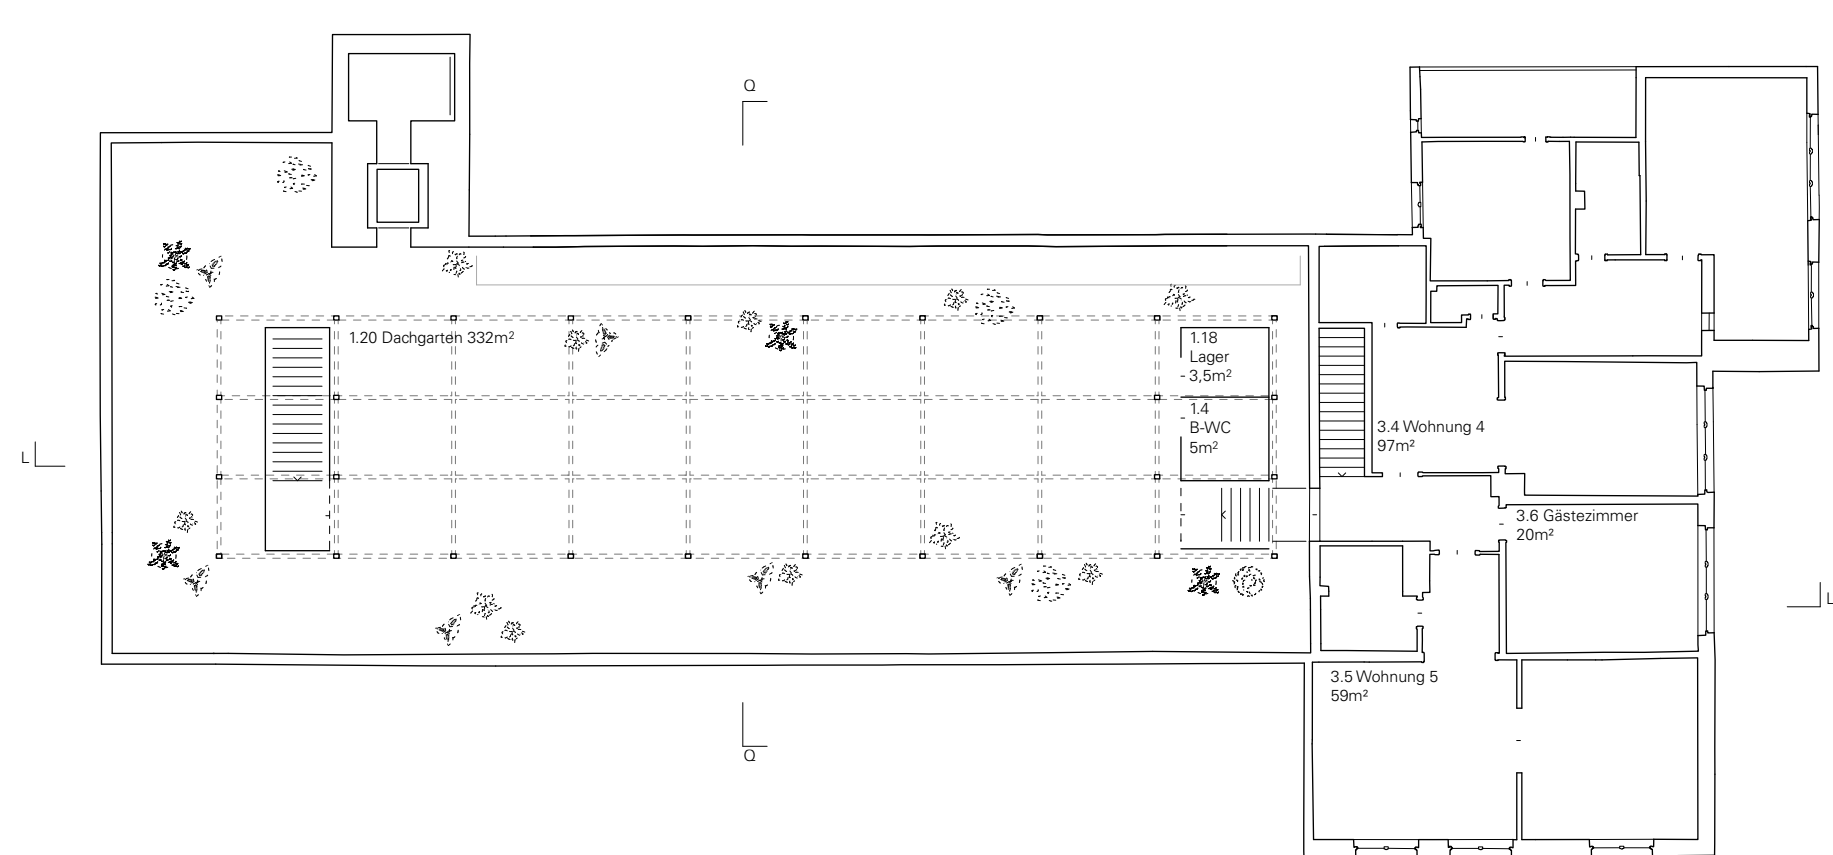 Q
1.20 Dachgarten 332m²
1.18
Lager
3,5m²
1.4
B-WC
5m²
3.4 Wohnung 4
97m²
L
3.6 Gästezimmer
20m²
L
3.5 Wohnung 5
59m²
Q